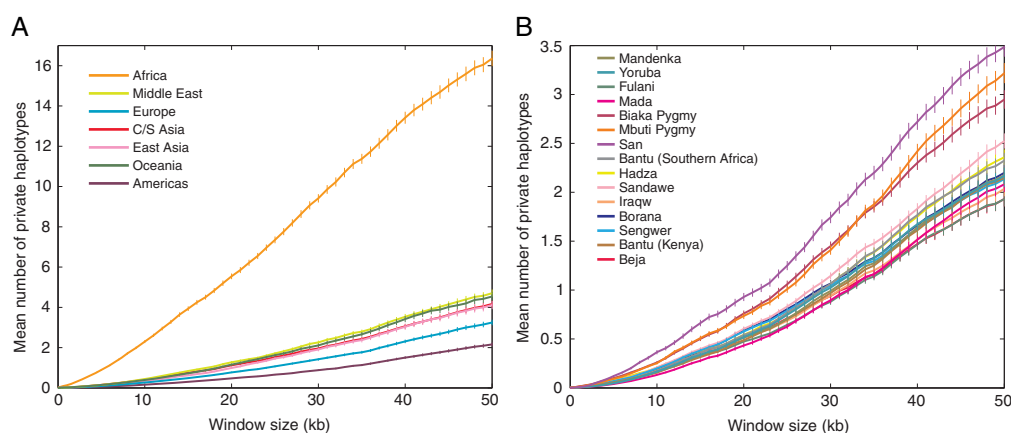 A
Mean number of private haplotypes
16
14
12
10
8
6
4
2
0
Africa
Middle East
Europe
C/S Asia
East Asia
Oceania
Americas
0 10 20 30 40 50
Window size (kb)
B
Mean number of private haplotypes
3.5
3
2.5
2
1.5
1
0.5
0
Mandenka
Yoruba
Fulani
Mada
Biaka Pygmy
Mbuti Pygmy
San
Bantu (Southern Africa)
Hadza
Sandawe
Iraqw
Borana
Sengwer
Bantu (Kenya)
Beja
0 10 20 30 40 50
Window size (kb)